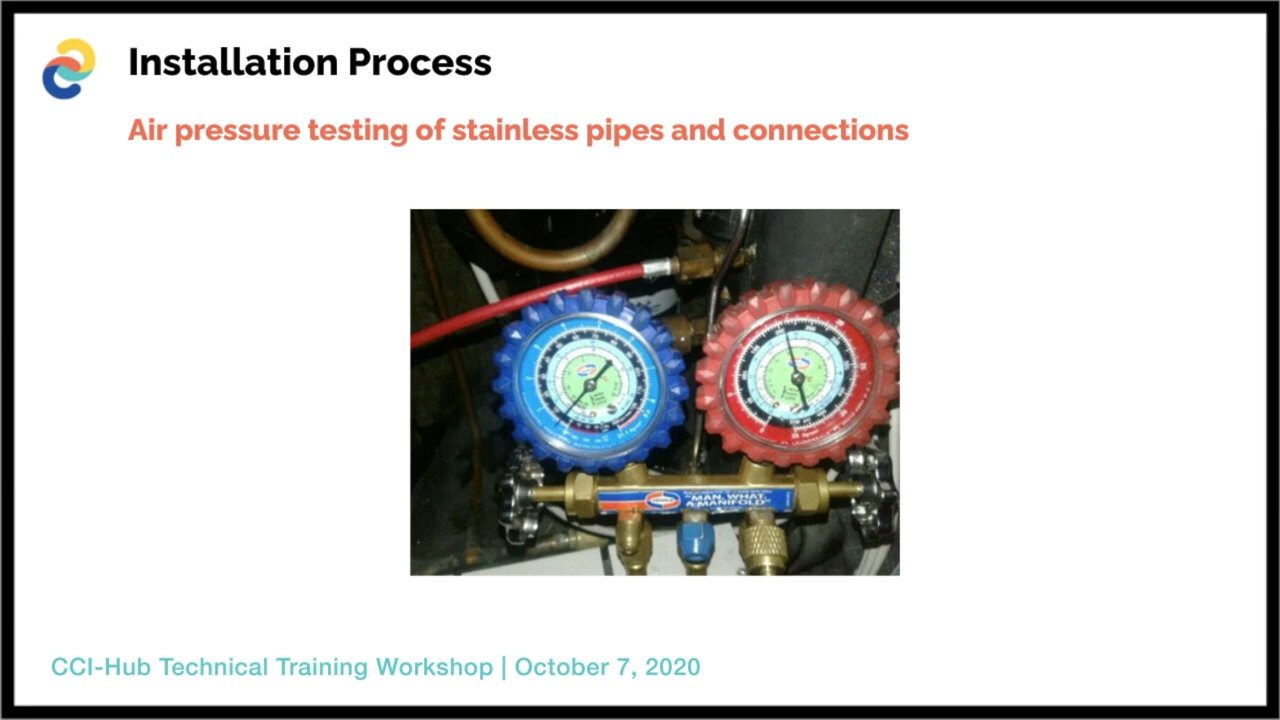 Installation Process
Air pressure testing of stainless pipes and connections
"MAN, WHAT.
A MANIFOLD"
CCI-Hub Technical Training Workshop | October 7, 2020